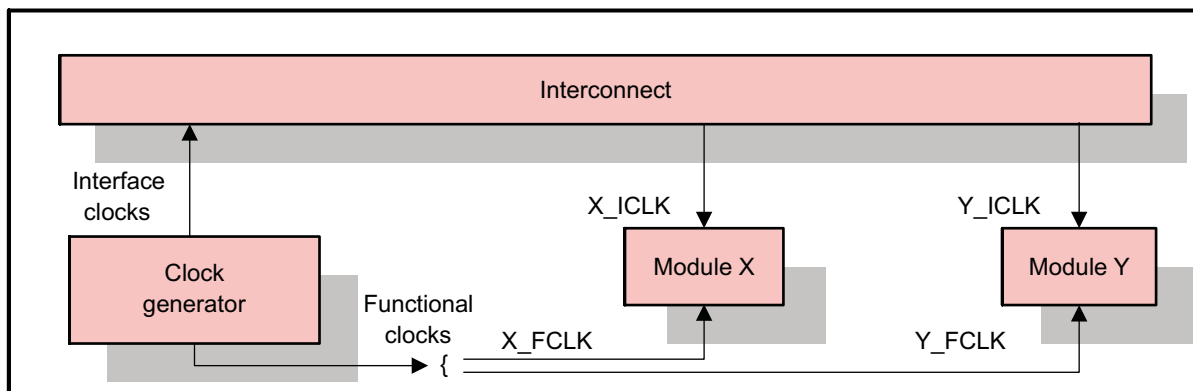 Interconnect
Interface
clocks
X_ICLK
Y_ICLK
Clock
generator
Module X
Module Y
Functional
clocks
{
X_FCLK
Y_FCLK